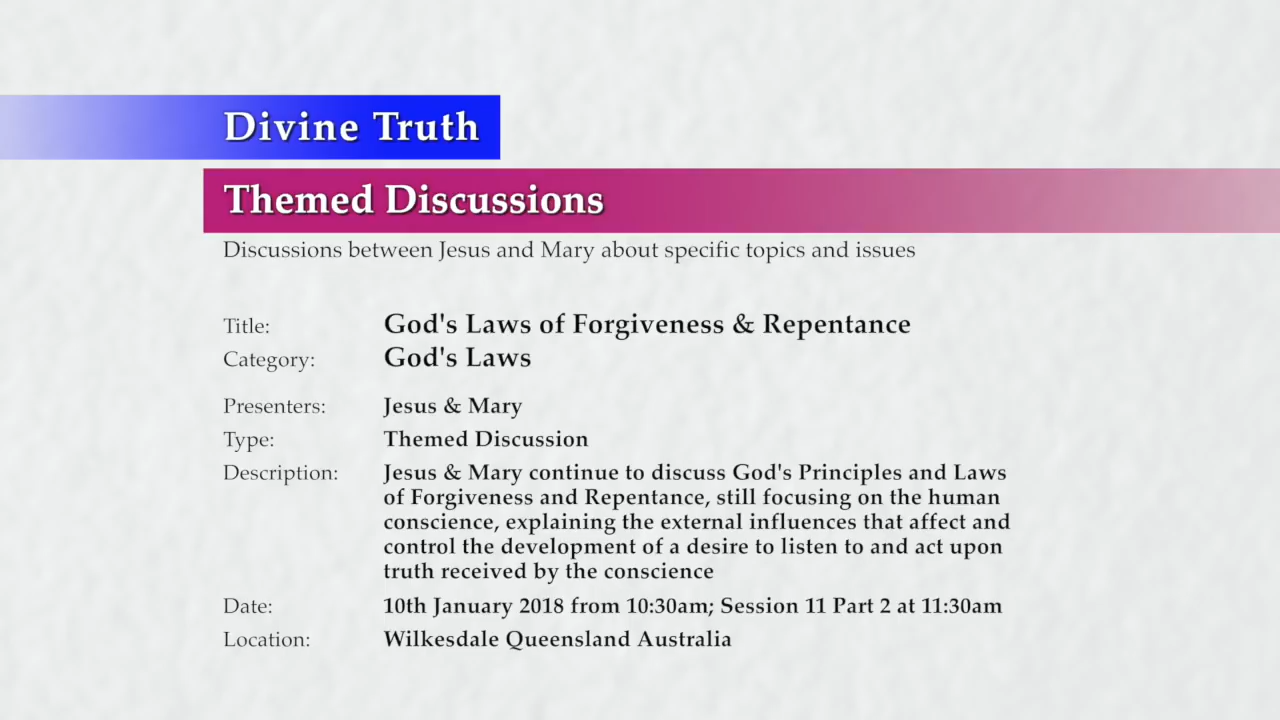 Divine Truth
Themed Discussions
Discussions between Jesus and Mary about specific topics and issues
Title: God's Laws of Forgiveness & Repentance
Category: God's Laws
Presenters: Jesus & Mary
Type: Themed Discussion
Description: Jesus & Mary continue to discuss God's Principles and Laws
of Forgiveness and Repentance, still focusing on the human
conscience, explaining the external influences that affect and
control the development of a desire to listen to and act upon
truth received by the conscience
Date: 10th January 2018 from 10:30am; Session 11 Part 2 at 11:30am
Location: Wilkesdale Queensland Australia